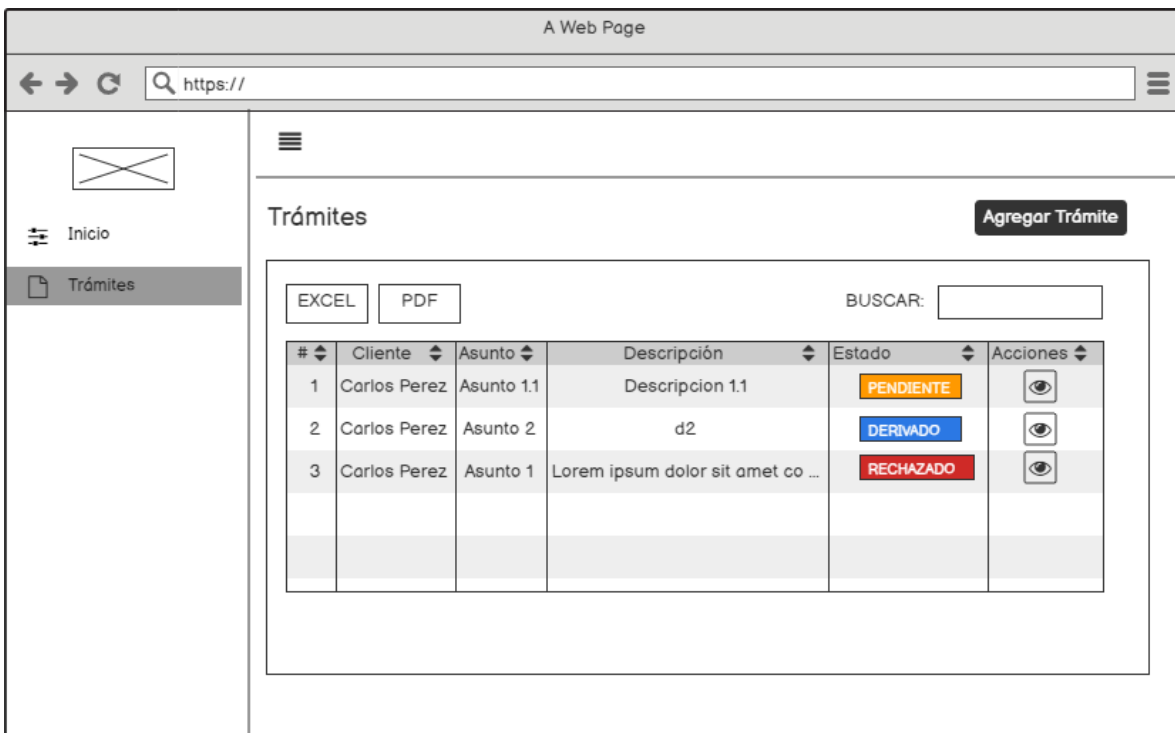 A Web Page
https://
Inicio
Trámites
Trámites
Agregar Trámite
EXCEL PDF BUSCAR:
# Cliente Asunto Descripción Estado Acciones
1 Carlos Perez Asunto 1.1 Descripcion 1.1 PENDIENTE
2 Carlos Perez Asunto 2 d2 DERIVADO
3 Carlos Perez Asunto 1 Lorem ipsum dolor sit amet co ... RECHAZADO